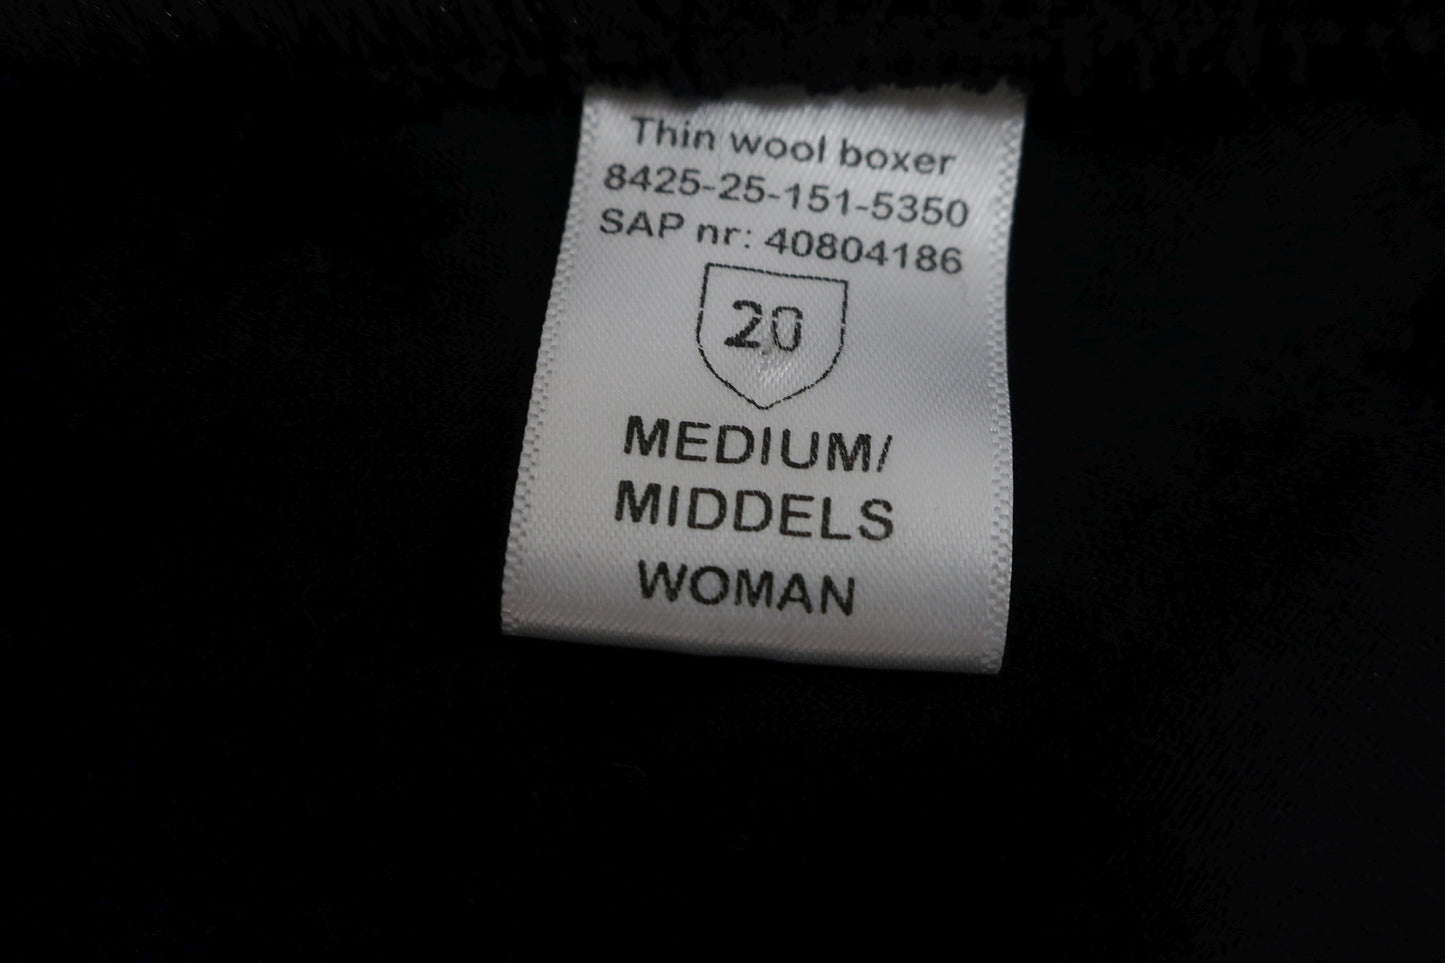 Thin wool boxer
8425-25-151-5350
SAP nr: 40804186
20
MEDIUM/
MIDDELS
WOMAN